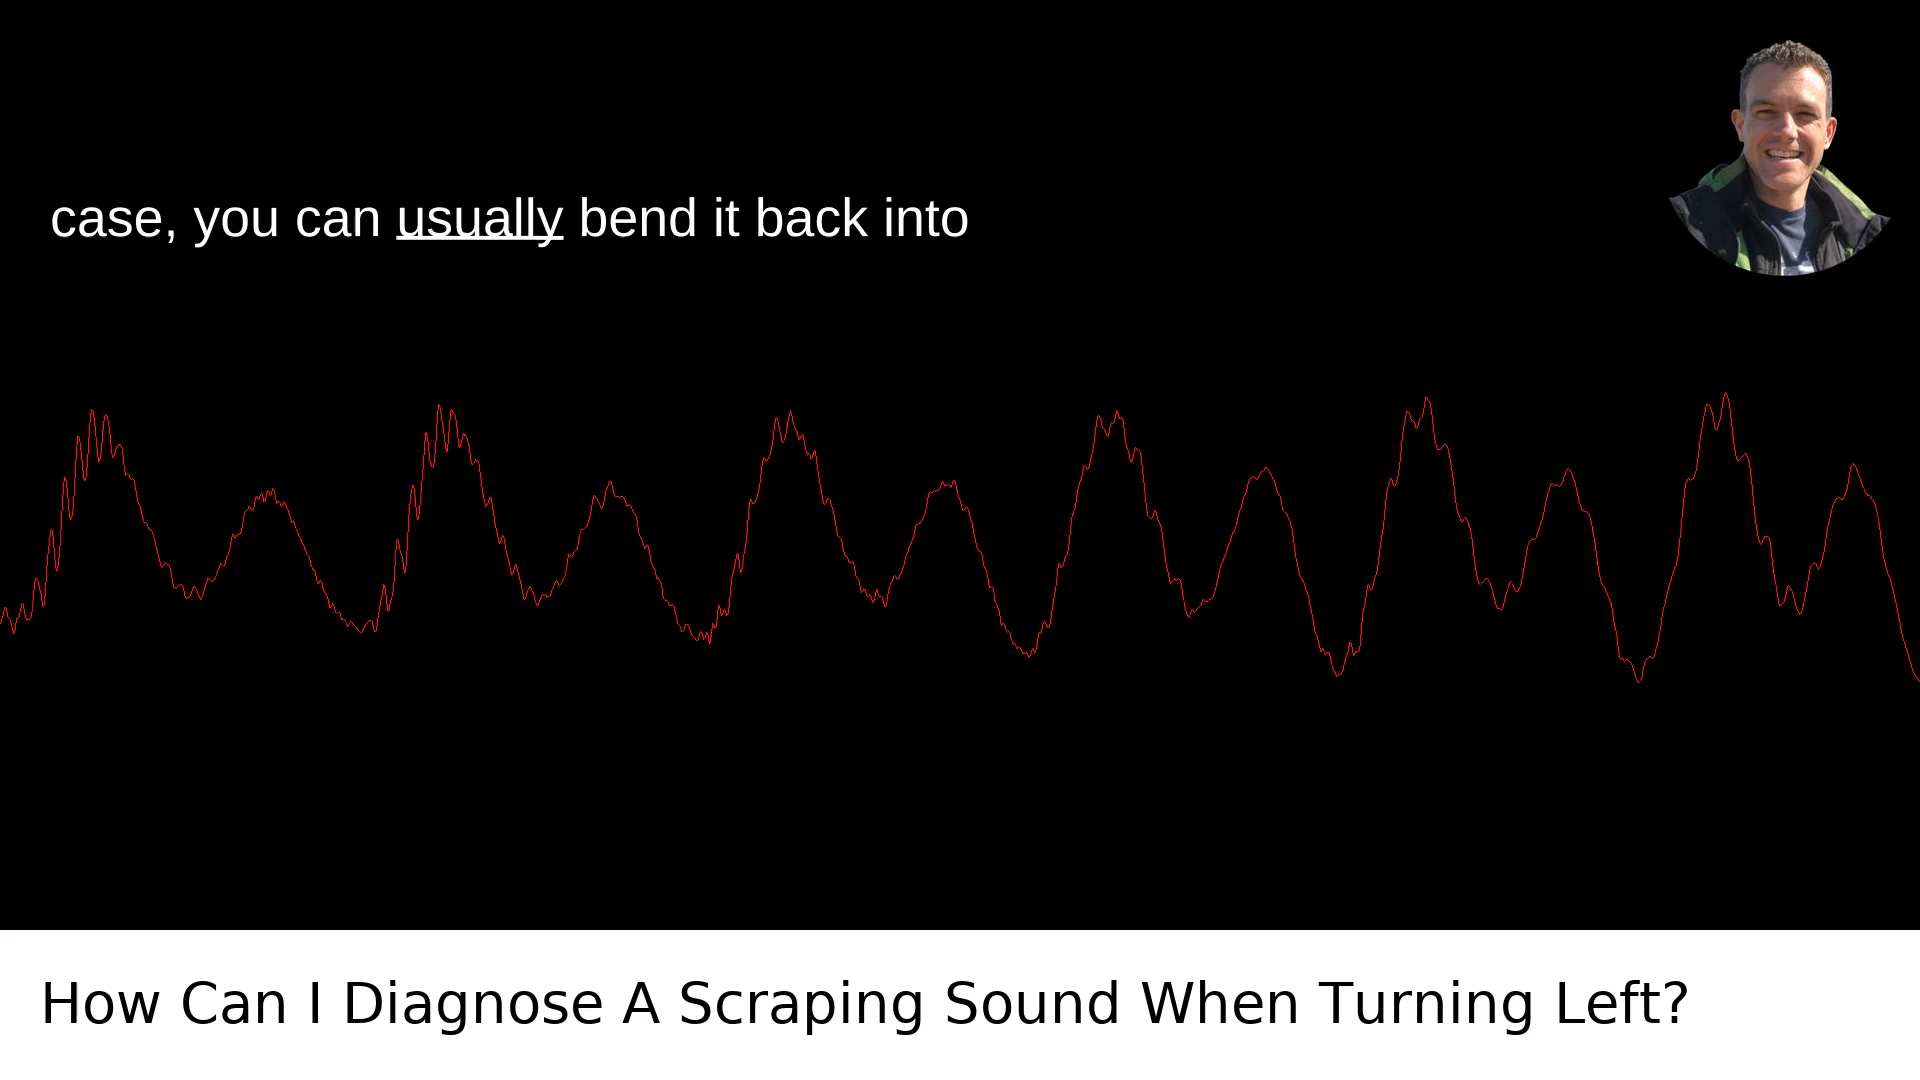 case, you can usually bend it back into
How Can I Diagnose A Scraping Sound When Turning Left?